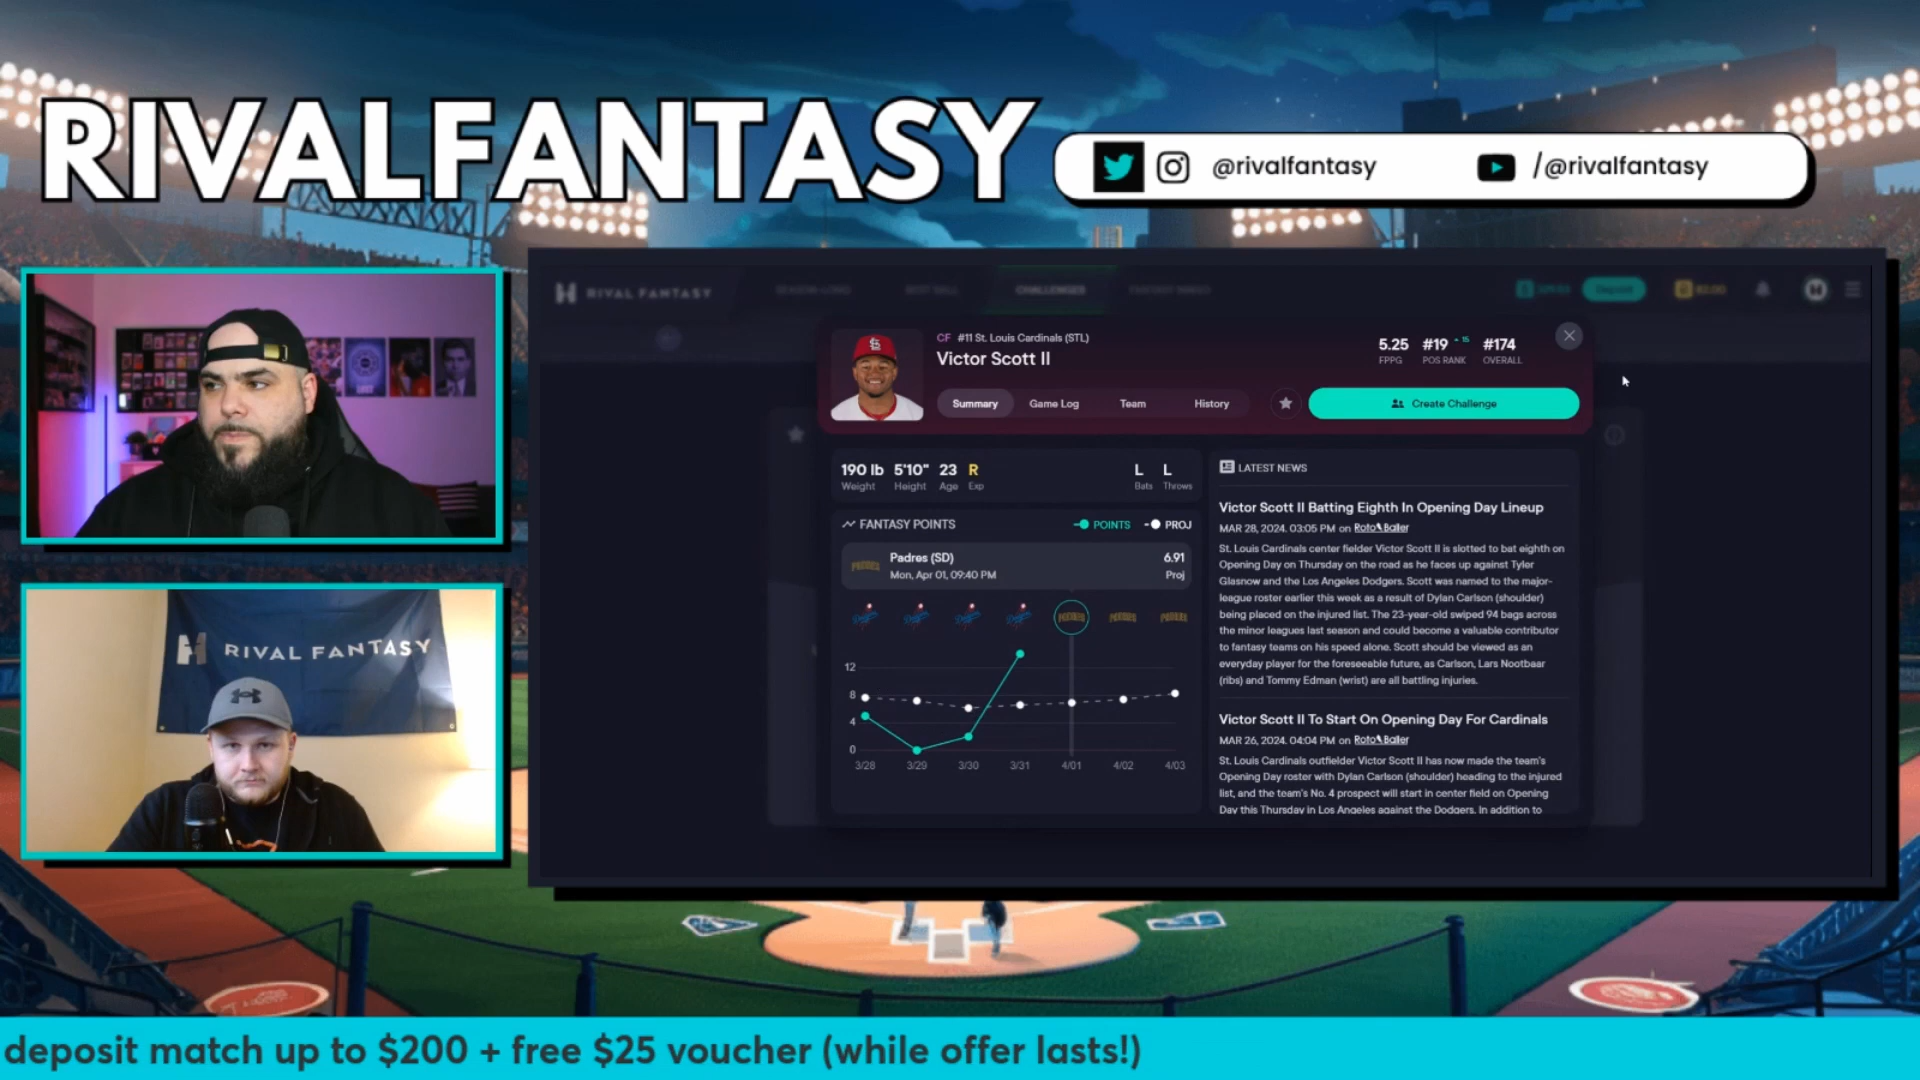 RIVALFANTASY
@rivalfantasy
/@rivalfantasy
RIVAL FANTASY
SEASON-LONG
BEST BALL
CHALLENGES
Deposit
CF #11 St. Louis Cardinals (STL)
Victor Scott II
5.25 #19 15 #174
FPPG POS RANK OVERALL
Summary Game Log Team History
Create Challenge
190 lb 5'10" 23 R L L
Weight Height Age Exp Bats Throws
FANTASY POINTS POINTS PROJ
Padres (SD) 6.91
Mon, Apr 01, 09:40 PM Proj
12
8
4
0
3/28 3/29 3/30 3/31 4/01 4/02 4/03
LATEST NEWS
Victor Scott II Batting Eighth In Opening Day Lineup
MAR 28, 2024. 03:05 PM on RotoBaller
St. Louis Cardinals center fielder Victor Scott II is slotted to bat eighth on
Opening Day on Thursday on the road as he faces up against Tyler
Glasnow and the Los Angeles Dodgers. Scott was named to the major-
league roster earlier this week as a result of Dylan Carlson (shoulder)
being placed on the injured list. The 23-year-old swiped 94 bags across
the minor leagues last season and could become a valuable contributor
to fantasy teams on his speed alone. Scott should be viewed as an
everyday player for the foreseeable future, as Carlson, Lars Nootbaar
(ribs) and Tommy Edman (wrist) are all battling injuries.
Victor Scott II To Start On Opening Day For Cardinals
MAR 26, 2024. 04:04 PM on RotoBaller
St. Louis Cardinals outfielder Victor Scott II has now made the team's
Opening Day roster with Dylan Carlson (shoulder) heading to the injured
list, and the team's No. 4 prospect will start in center field on Opening
Day this Thursday in Los Angeles against the Dodgers. In addition to
RIVAL FANTASY
deposit match up to $200 + free $25 voucher (while offer lasts!)